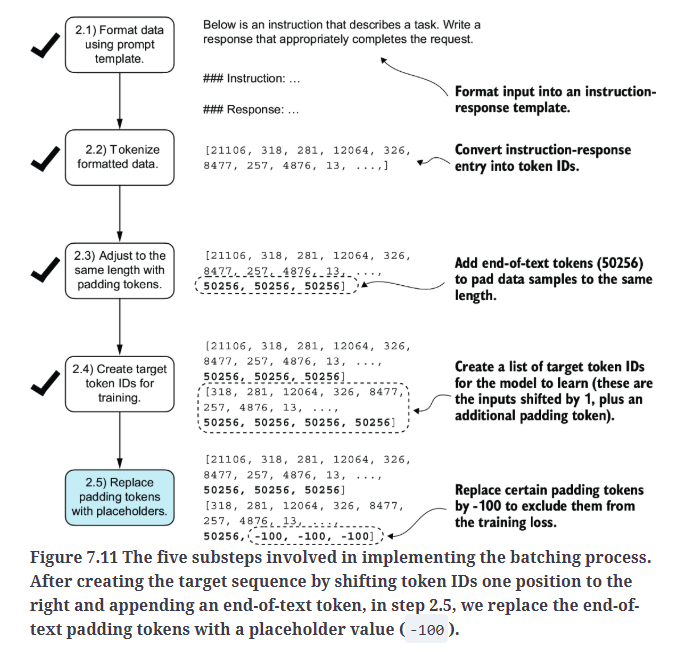 2.1) Format data
using prompt
template.
Below is an instruction that describes a task. Write a
response that appropriately completes the request.
### Instruction: ...
### Response: ...
Format input into an instruction-
response template.
2.2) Tokenize
formatted data.
[21106, 318, 281, 12064, 326,
8477, 257, 4876, 13, ...,]
Convert instruction-response
entry into token IDs.
2.3) Adjust to the
same length with
padding tokens.
[21106, 318, 281, 12064, 326,
8477, 257, 4876, 13, ...,
50256, 50256, 50256]
Add end-of-text tokens (50256)
to pad data samples to the same
length.
2.4) Create target
token IDs for
training.
[21106, 318, 281, 12064, 326,
8477, 257, 4876, 13, ...,
50256, 50256, 50256]
[318, 281, 12064, 326, 8477,
257, 4876, 13, ...,
50256, 50256, 50256, 50256]
Create a list of target token IDs
for the model to learn (these are
the inputs shifted by 1, plus an
additional padding token).
2.5) Replace
padding tokens
with placeholders.
[21106, 318, 281, 12064, 326,
8477, 257, 4876, 13, ...,
50256, 50256, 50256]
[318, 281, 12064, 326, 8477,
257, 4876, 13, ...,
50256, -100, -100, -100]
Replace certain padding tokens
by -100 to exclude them from
the training loss.
Figure 7.11 The five substeps involved in implementing the batching process.
After creating the target sequence by shifting token IDs one position to the
right and appending an end-of-text token, in step 2.5, we replace the end-of-
text padding tokens with a placeholder value ( -100 ).